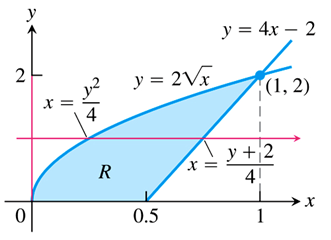 y
y = 4x − 2
2
y = 2√x
x = y²/4
(1, 2)
R
x = (y + 2)/4
x
0
0.5
1